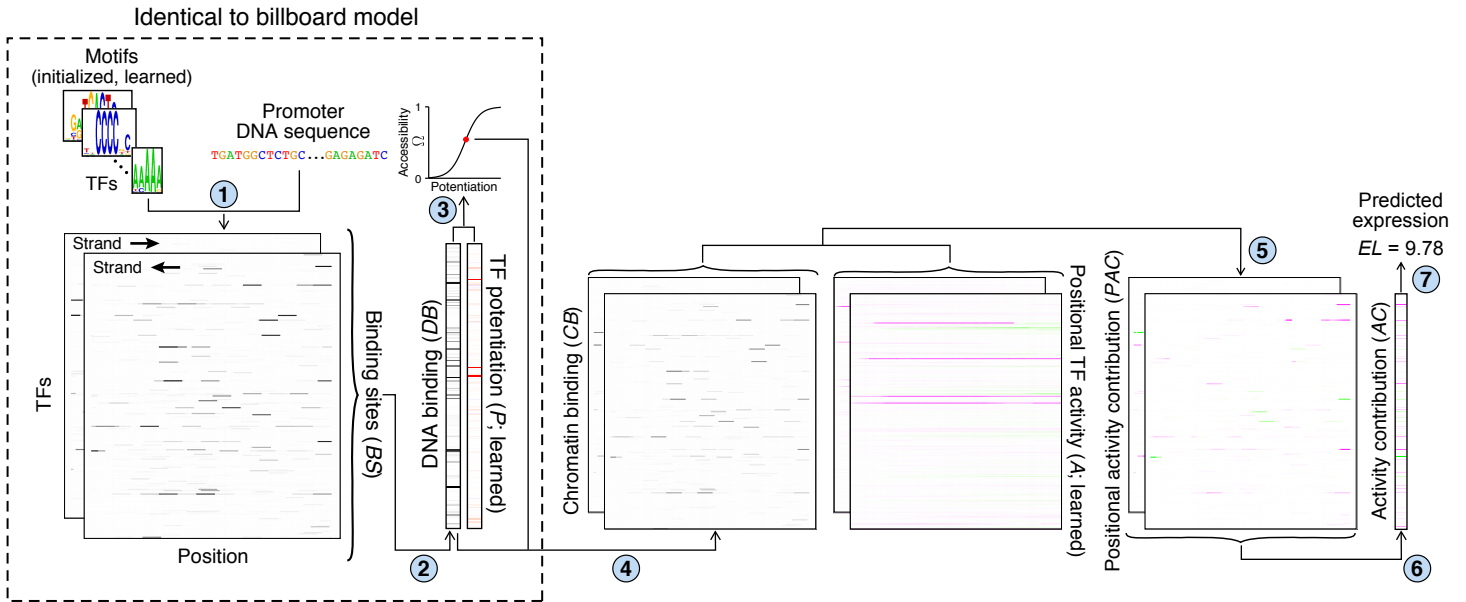 Identical to billboard model
Motifs
(initialized, learned)
TFs
Promoter
DNA sequence
TGATGGCTCTGC...GAGAGATC
1
Accessibility
Ω
1
0
Potentiation
3
Strand
Strand
TFs
Position
Binding sites (BS)
2
DNA binding (DB)
TF potentiation (P; learned)
4
Chromatin binding (CB)
Positional TF activity (A; learned)
5
Positional activity contribution (PAC)
6
Activity contribution (AC)
7
Predicted
expression
EL = 9.78